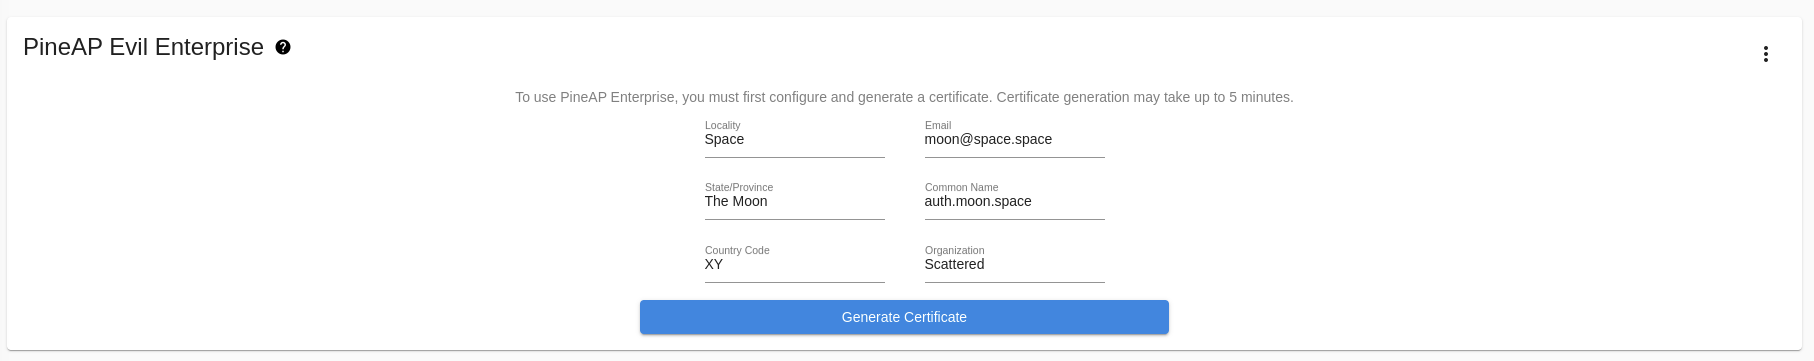 PineAP Evil Enterprise
To use PineAP Enterprise, you must first configure and generate a certificate. Certificate generation may take up to 5 minutes.
Locality
Space
Email
moon@space.space
State/Province
The Moon
Common Name
auth.moon.space
Country Code
XY
Organization
Scattered
Generate Certificate